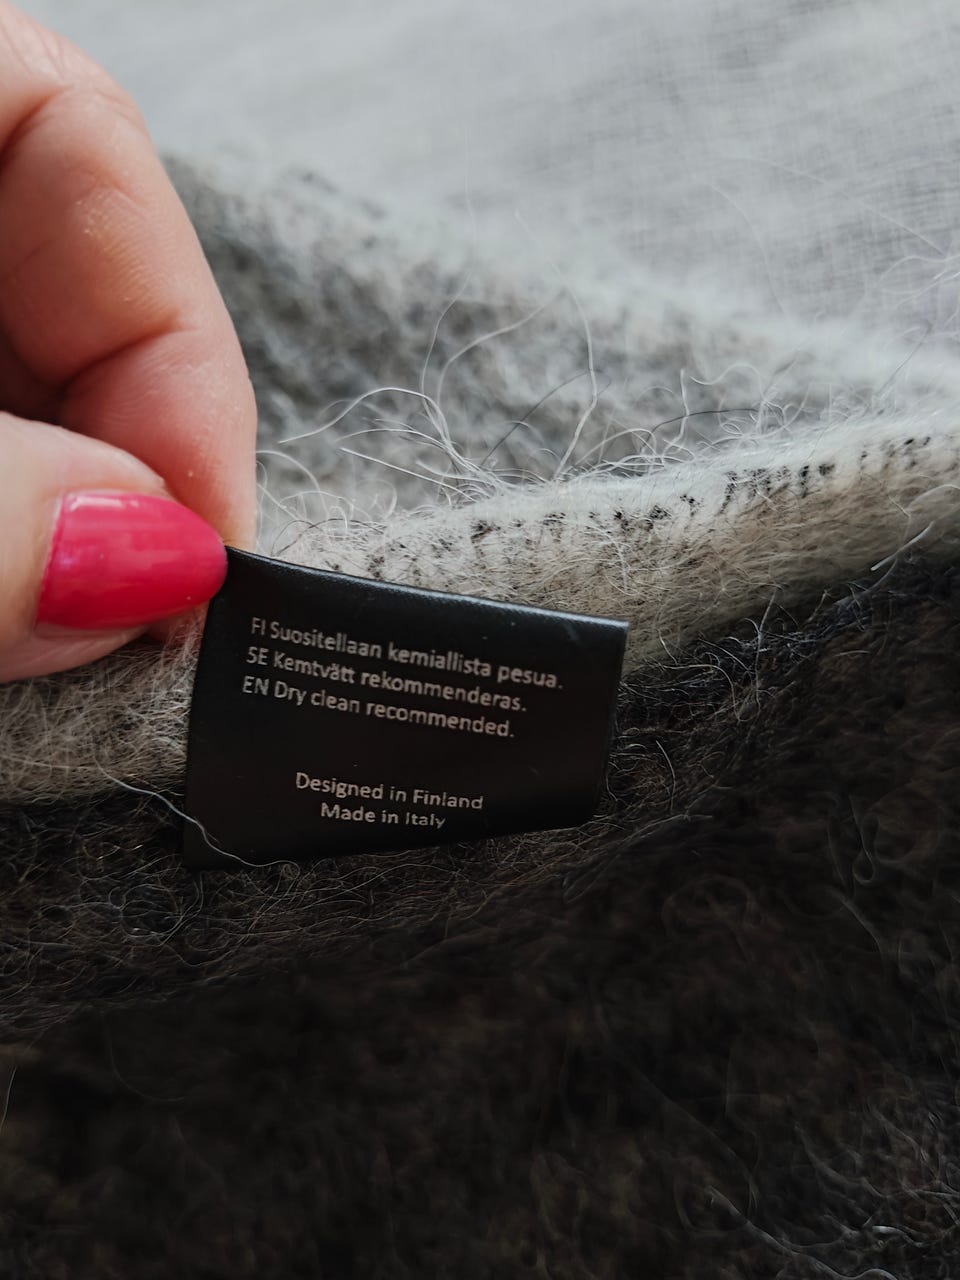 FI Suositellaan kemiallista pesua.
SE Kemtvätt rekommenderas.
EN Dry clean recommended.
Designed in Finland
Made in Italy